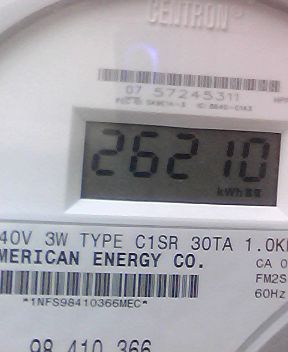 CENTRON®
07 57245311
26210
kWh
40V 3W TYPE C1SR 30TA 1.0K
MERICAN ENERGY CO.
CA 0
FM2S
60Hz
*1NFS98410366MEC*
98 410 366